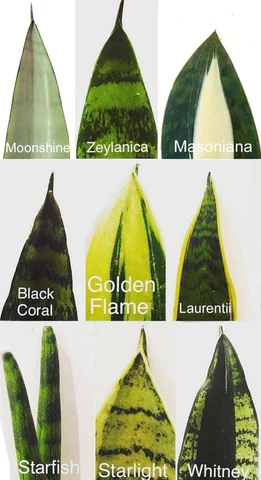 Moonshine
Zeylanica
Masoniana
Black
Coral
Golden
Flame
Laurentii
Starfish
Starlight
Whitney